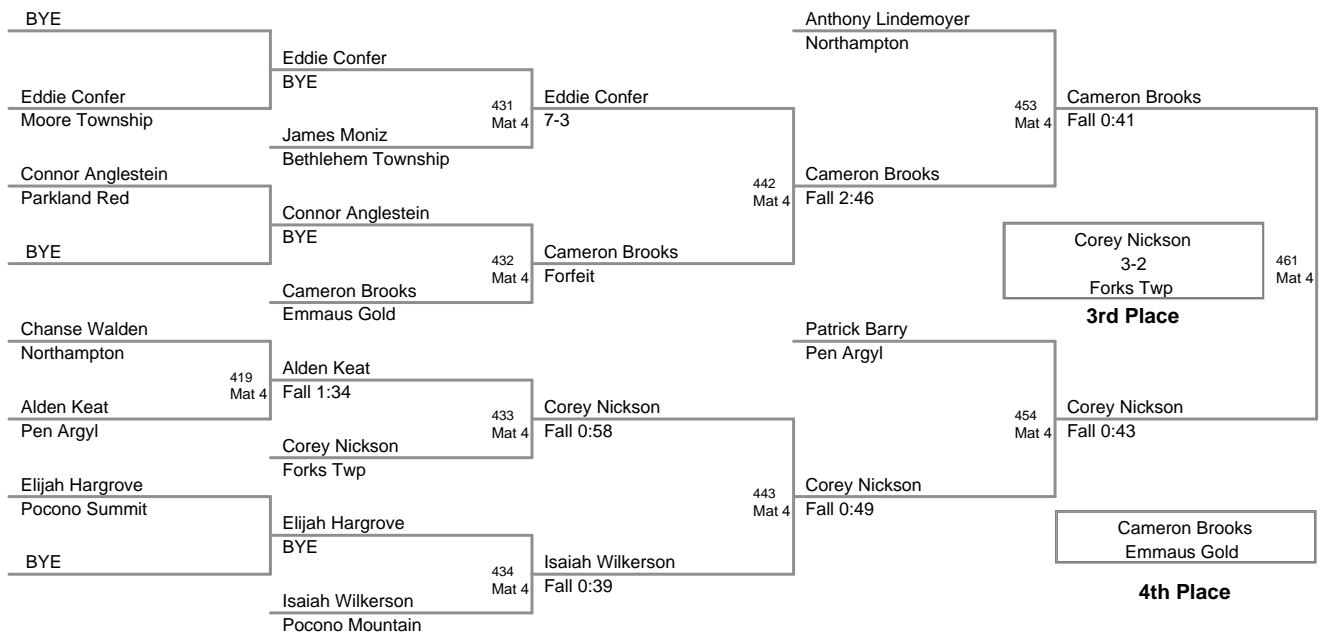 BYE
Eddie Confer
Moore Township
Connor Anglestein
Parkland Red
BYE
Chanse Walden
Northampton
419
Mat 4
Alden Keat
Pen Argyl
Elijah Hargrove
Pocono Summit
BYE
Eddie Confer
BYE
431
Mat 4
James Moniz
Bethlehem Township
Connor Anglestein
BYE
432
Mat 4
Cameron Brooks
Emmaus Gold
Alden Keat
Fall 1:34
433
Mat 4
Corey Nickson
Forks Twp
Elijah Hargrove
BYE
434
Mat 4
Isaiah Wilkerson
Pocono Mountain
Eddie Confer
7-3
442
Mat 4
Cameron Brooks
Forfeit
Corey Nickson
Fall 0:58
443
Mat 4
Isaiah Wilkerson
Fall 0:39
Anthony Lindemoyer
Northampton
453
Mat 4
Cameron Brooks
Fall 2:46
Patrick Barry
Pen Argyl
454
Mat 4
Corey Nickson
Fall 0:49
Cameron Brooks
Fall 0:41
Corey Nickson
3-2
Forks Twp
461
Mat 4
3rd Place
Corey Nickson
Fall 0:43
Cameron Brooks
Emmaus Gold
4th Place